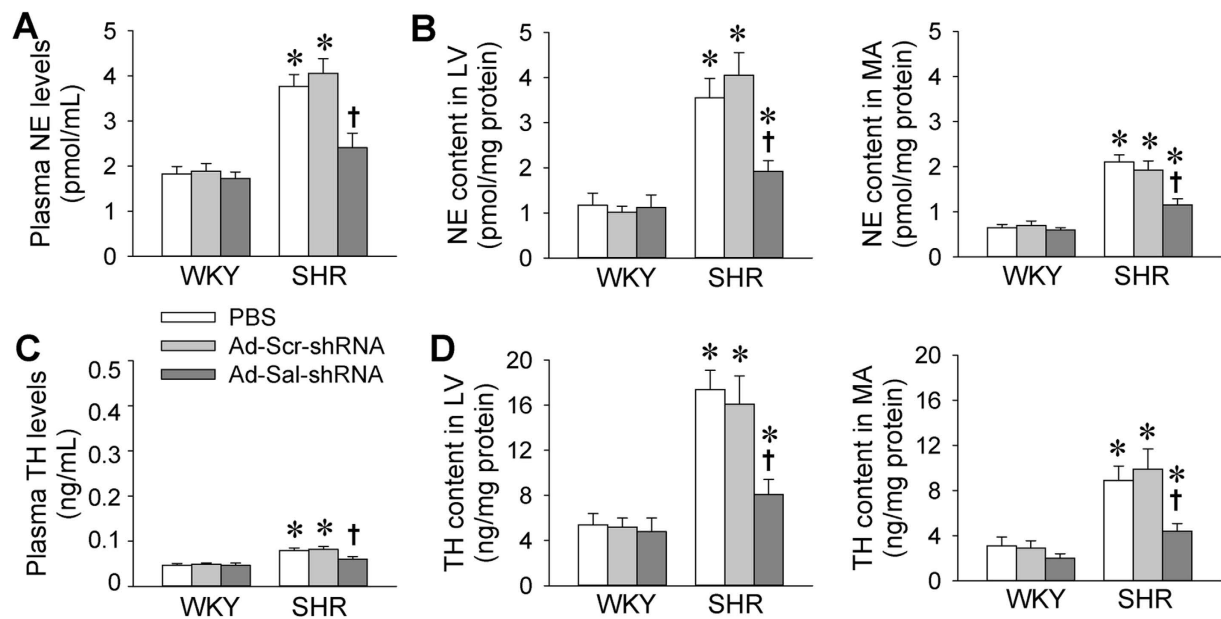 A
Plasma NE levels
(pmol/mL)
5
4
3
2
1
0
* * †
WKY SHR
B
NE content in LV
(pmol/mg protein)
5
4
3
2
1
0
* * *
†
WKY SHR
NE content in MA
(pmol/mg protein)
5
4
3
2
1
0
* * *
†
WKY SHR
PBS
Ad-Scr-shRNA
Ad-Sal-shRNA
C
Plasma TH levels
(ng/mL)
0.5
0.4
0.3
0.2
0.1
0
* * †
WKY SHR
D
TH content in LV
(ng/mg protein)
20
16
12
8
4
0
* * *
†
WKY SHR
TH content in MA
(ng/mg protein)
20
16
12
8
4
0
* * *
†
WKY SHR